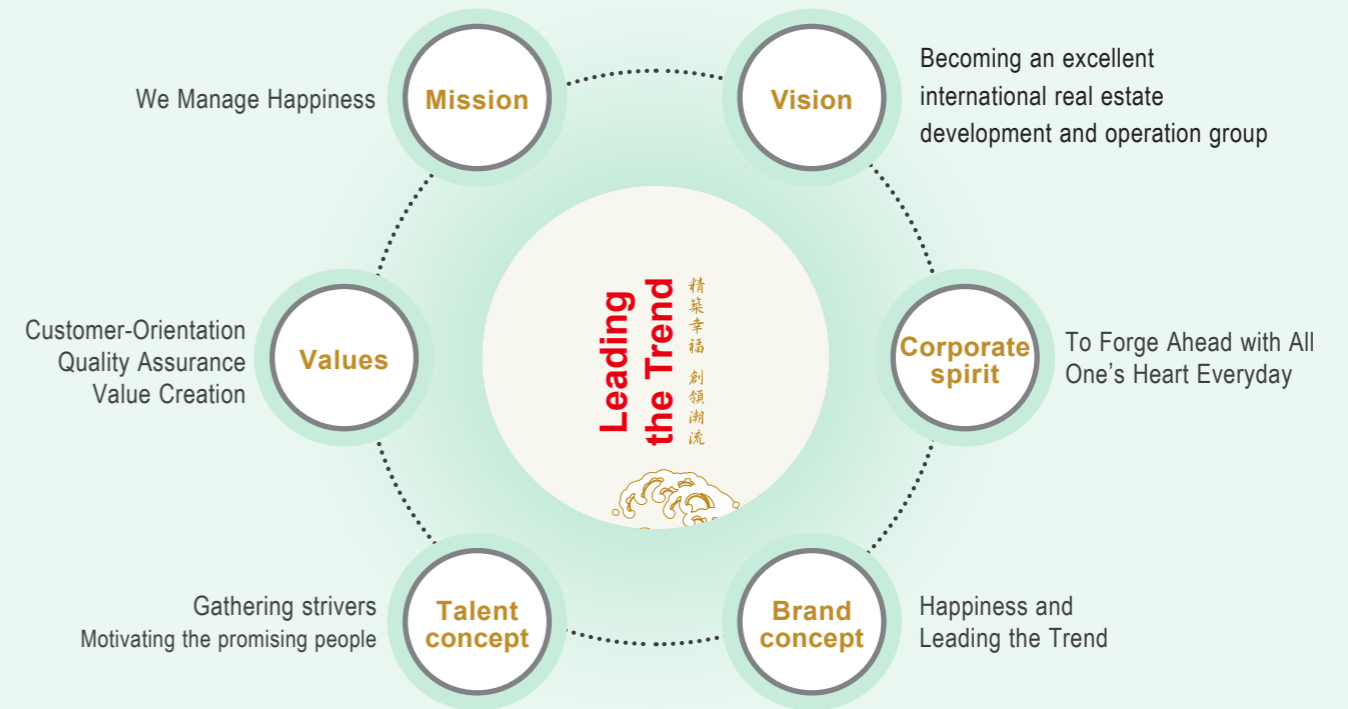 We Manage Happiness
Mission
Vision
Becoming an excellent
international real estate
development and operation group
Customer-Orientation
Quality Assurance
Value Creation
Values
Leading
the Trend
精築幸福 創領潮流
Corporate
spirit
To Forge Ahead with All
One’s Heart Everyday
Gathering strivers
Motivating the promising people
Talent
concept
Brand
concept
Happiness and
Leading the Trend